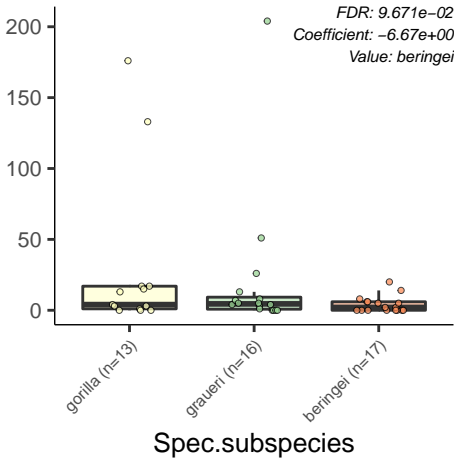 FDR: 9.671e−02
Coefficient: −6.67e+00
Value: beringei
200
150
100
50
0
gorilla (n=13)
graueri (n=16)
beringei (n=17)
Spec.subspecies